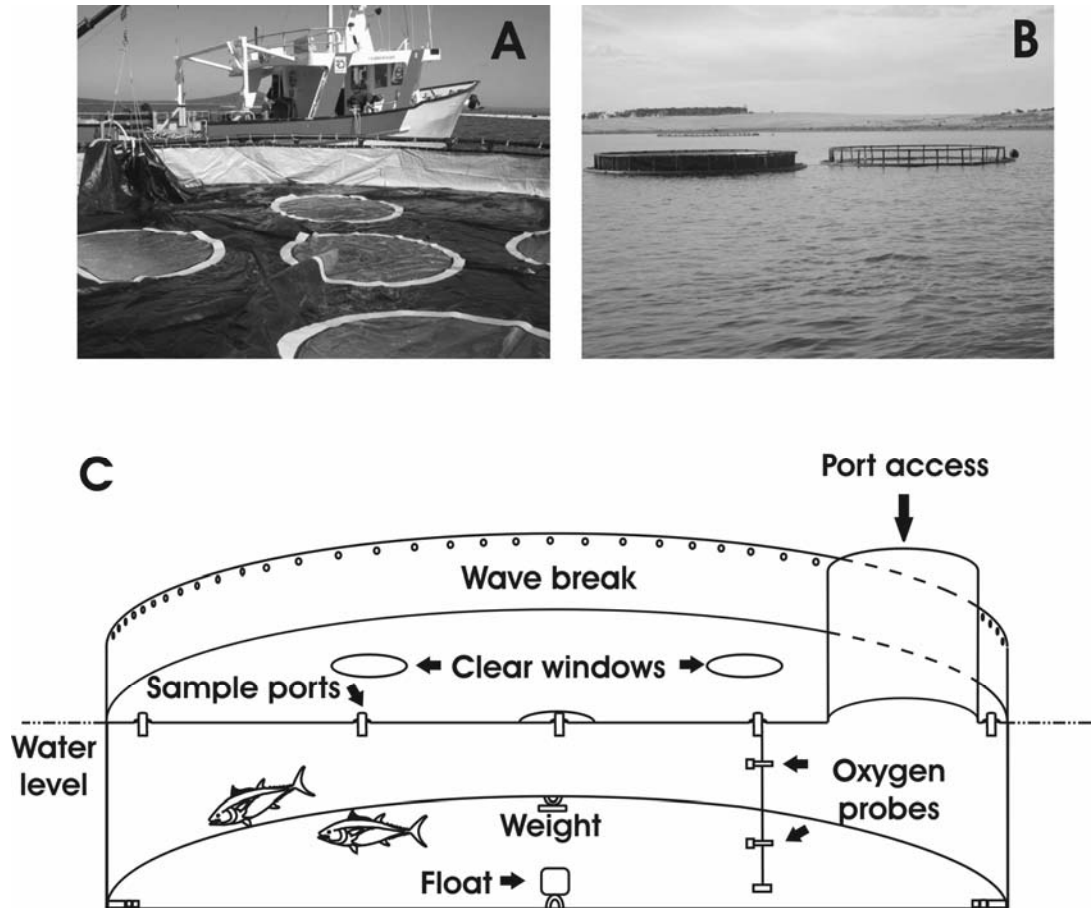 A
B
C
Port access
Wave break
Clear windows
Sample ports
Water
level
Oxygen
probes
Weight
Float